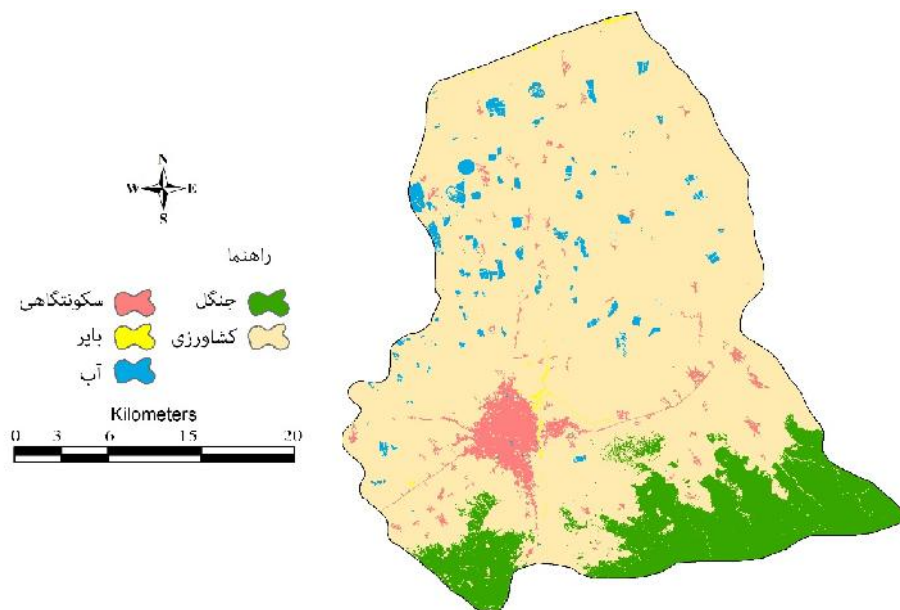 N
W E
S
راهنما
جنگل سکونتگاهی
کشاورزی بایر
آب
Kilometers
0 3 6 15 20